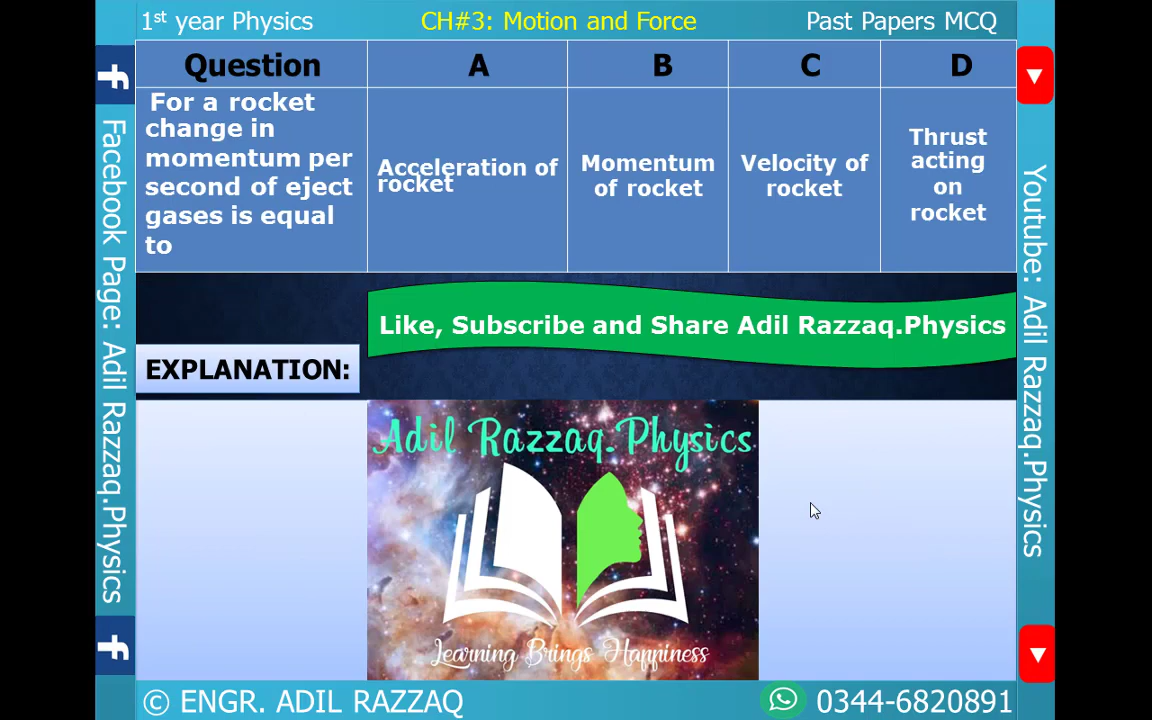 1st year Physics
CH#3: Motion and Force
Past Papers MCQ
Question
A
B
C
D
For a rocket
change in
momentum per
second of eject
gases is equal
to
Acceleration of
rocket
Momentum
of rocket
Velocity of
rocket
Thrust
acting
on
rocket
Like, Subscribe and Share Adil Razzaq.Physics
EXPLANATION:
Adil Razzaq.Physics
Learning Brings Happiness
Facebook Page: Adil Razzaq.Physics
Youtube: Adil Razzaq.Physics
© ENGR. ADIL RAZZAQ
0344-6820891